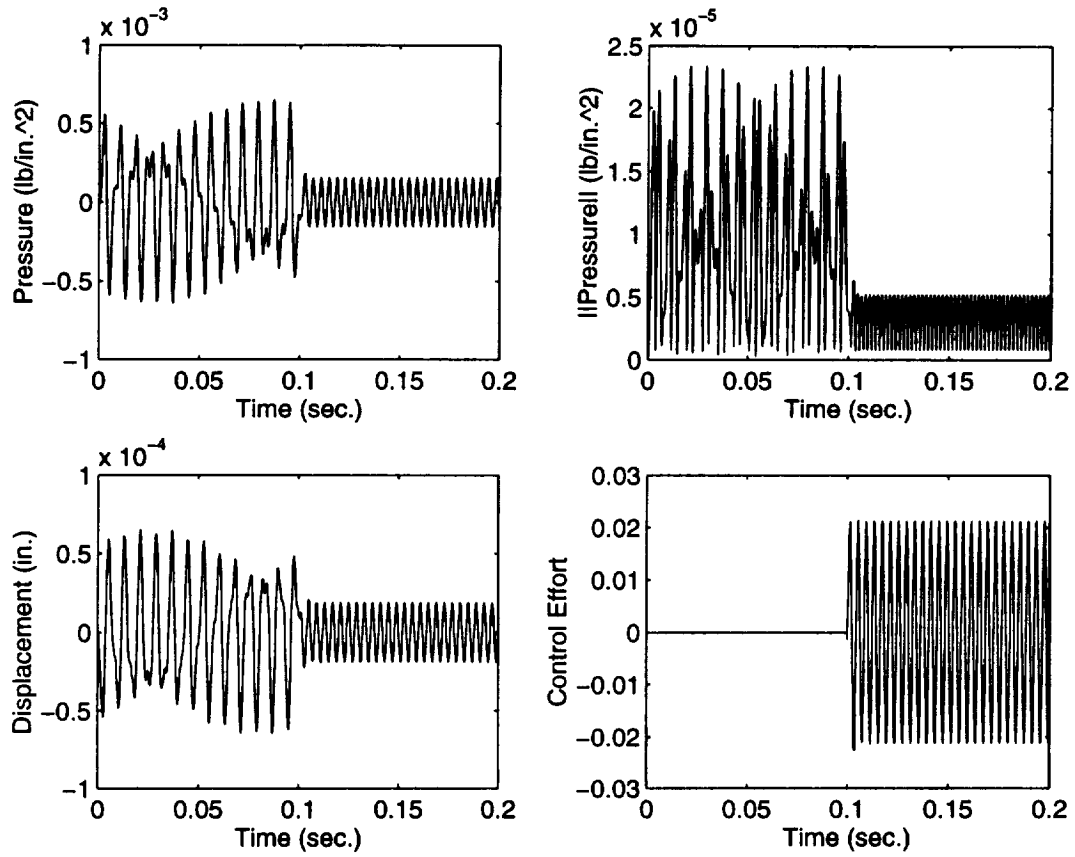 x 10⁻³
1
0.5
0
−0.5
−1
Pressure (lb/in.^2)
0 0.05 0.1 0.15 0.2
Time (sec.)
x 10⁻⁵
2.5
2
1.5
1
0.5
0
||Pressure|| (lb/in.^2)
0 0.05 0.1 0.15 0.2
Time (sec.)
x 10⁻⁴
1
0.5
0
−0.5
−1
Displacement (in.)
0 0.05 0.1 0.15 0.2
Time (sec.)
0.03
0.02
0.01
0
−0.01
−0.02
−0.03
Control Effort
0 0.05 0.1 0.15 0.2
Time (sec.)